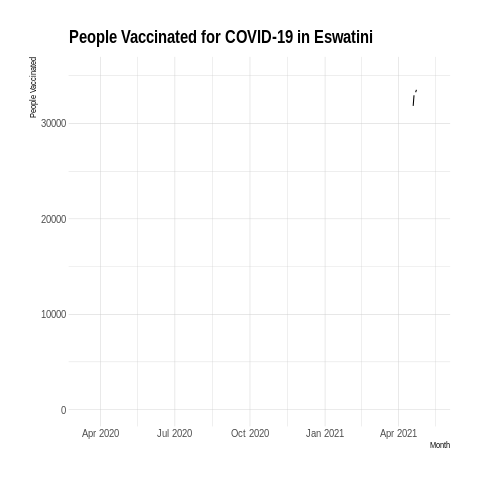 People Vaccinated for COVID-19 in Eswatini
People Vaccinated
30000
20000
10000
0
Apr 2020 Jul 2020 Oct 2020 Jan 2021 Apr 2021
Month